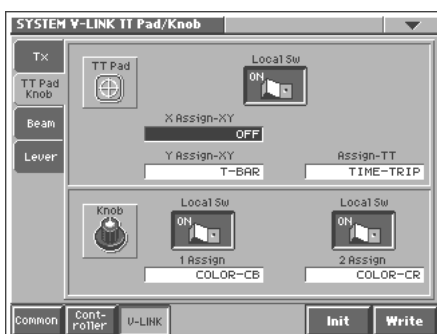 SYSTEM V-LINK TT Pad/Knob
Tx
TT Pad
Knob
Beam
Lever
TT Pad
Local Sw
ON
X Assign-XY
OFF
Y Assign-XY
T-BAR
Assign-TT
TIME-TRIP
Knob
Local Sw
ON
1 Assign
COLOR-CB
Local Sw
ON
2 Assign
COLOR-CR
Common
Cont-
roller
V-LINK
Init
Write